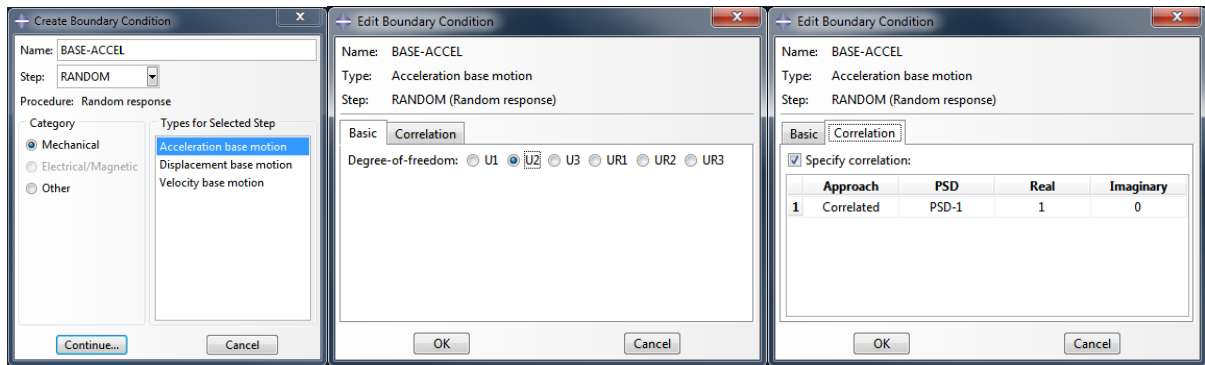 Create Boundary Condition
Name: BASE-ACCEL
Step: RANDOM
Procedure: Random response
Category
Mechanical
Electrical/Magnetic
Other
Types for Selected Step
Acceleration base motion
Displacement base motion
Velocity base motion
Continue...
Cancel
Edit Boundary Condition
Name: BASE-ACCEL
Type: Acceleration base motion
Step: RANDOM (Random response)
Basic Correlation
Degree-of-freedom: U1 U2 U3 UR1 UR2 UR3
OK
Cancel
Edit Boundary Condition
Name: BASE-ACCEL
Type: Acceleration base motion
Step: RANDOM (Random response)
Basic Correlation
Specify correlation:
Approach PSD Real Imaginary
1 Correlated PSD-1 1 0
OK
Cancel